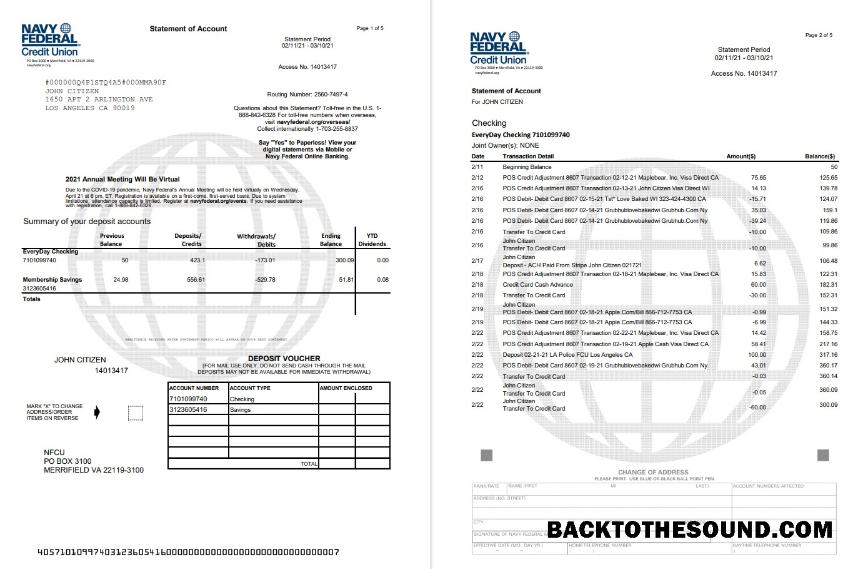 NAVY
FEDERAL
Credit Union
PO Box 3000 • Merrifield, VA • 22119-3000
navyfederal.org
Statement of Account
Page 1 of 5
Statement Period
02/11/21 - 03/10/21
Access No. 14013417
#000000Q4P1STQ4A5#000MMA90F
JOHN CITIZEN
1650 APT 2 ARLINGTON AVE
LOS ANGELES CA 90019
Routing Number: 2560-7497-4
Questions about this Statement? Toll-free in the U.S. 1-
888-842-6328 For toll-free numbers when overseas,
visit navyfederal.org/overseas/
Collect internationally 1-703-255-8837
Say "Yes" to Paperless! View your
digital statements via Mobile or
Navy Federal Online Banking.
2021 Annual Meeting Will Be Virtual
Due to the COVID-19 pandemic, Navy Federal's Annual Meeting will be held virtually on Wednesday,
April 21 at 6 pm, ET. Registration is available on a first-come, first-served basis. Due to system
limitations, attendance capacity is limited. Register at navyfederal.org/events. If you need assistance
with registration, call 1-888-842-6328.
Summary of your deposit accounts
Previous Balance Deposits/ Credits Withdrawals/ Debits Ending Balance YTD Dividends
EveryDay Checking
7101099740 50 423.1 -173.01 300.09 0.00
Membership Savings 24.98 556.61 -529.78 51.81 0.08
3123605416
Totals
JOHN CITIZEN
14013417
DEPOSIT VOUCHER
(FOR MAIL USE ONLY. DO NOT SEND CASH THROUGH THE MAIL
DEPOSITS MAY NOT BE AVAILABLE FOR IMMEDIATE WITHDRAWAL)
ACCOUNT NUMBER ACCOUNT TYPE AMOUNT ENCLOSED
7101099740 Checking
3123605416 Savings
TOTAL
MARK "X" TO CHANGE
ADDRESS/ORDER
ITEMS ON REVERSE
NFCU
PO BOX 3100
MERRIFIELD VA 22119-3100
NAVY
FEDERAL
Credit Union
PO Box 3000 • Merrifield, VA • 22119-3000
navyfederal.org
Page 2 of 5
Statement Period
02/11/21 - 03/10/21
Access No. 14013417
Statement of Account
For JOHN CITIZEN
Checking
EveryDay Checking 7101099740
Joint Owner(s): NONE
Date Transaction Detail Amount($) Balance($)
2/11 Beginning Balance 50
2/12 POS Credit Adjustment 8607 Transaction 02-12-21 Maplebear, Inc. Visa Direct CA 75.65 125.65
2/16 POS Credit Adjustment 8607 Transaction 02-13-21 John Citizen Visa Direct WI 14.13 139.78
2/16 POS Debit- Debit Card 8607 02-15-21 Tst* Love Baked WI 323-424-4300 CA -15.71 124.07
2/16 POS Debit- Debit Card 8607 02-14-21 Grubhublovebakedwi Grubhub.Com Ny 35.03 159.1
2/16 POS Debit- Debit Card 8607 02-14-21 Grubhublovebakedwi Grubhub.Com Ny -39.24 119.86
2/16 Transfer To Credit Card -10.00 109.86
John Citizen
2/16 Transfer To Credit Card -10.00 99.86
John Citizen
2/17 Deposit - ACH Paid From Stripe John Citizen 021721 6.62 106.48
2/18 POS Credit Adjustment 8607 Transaction 02-18-21 Maplebear, Inc. Visa Direct CA 15.83 122.31
2/18 Credit Card Cash Advance 60.00 182.31
2/18 Transfer To Credit Card -30.00 152.31
John Citizen
2/19 POS Debit- Debit Card 8607 02-18-21 Apple.Com/Bill 866-712-7753 CA -0.99 151.32
2/19 POS Debit- Debit Card 8607 02-18-21 Apple.Com/Bill 866-712-7753 CA -6.99 144.33
2/22 POS Credit Adjustment 8607 Transaction 02-22-21 Maplebear, Inc. Visa Direct CA 14.42 158.75
2/22 POS Credit Adjustment 8607 Transaction 02-19-21 Apple Cash Visa Direct CA 58.41 217.16
2/22 Deposit 02-21-21 LA Police FCU Los Angeles CA 100.00 317.16
2/22 POS Debit- Debit Card 8607 02-19-21 Grubhublovebakedwi Grubhub.Com Ny 43.01 360.17
2/22 Transfer To Credit Card -0.03 360.14
John Citizen
2/22 Transfer To Credit Card -0.05 360.09
John Citizen
2/22 Transfer To Credit Card -60.00 300.09
CHANGE OF ADDRESS
PLEASE PRINT. USE BLUE OR BLACK BALL POINT PEN.
RANK/RATE NAME (FIRST MI LAST) ACCOUNT NUMBERS AFFECTED
ADDRESS (NO. STREET)
CITY
BACKTOTHESOUND.COM
EFFECTIVE DATE (MO., DAY, YR.) HOME TELEPHONE NUMBER DAYTIME TELEPHONE NUMBER